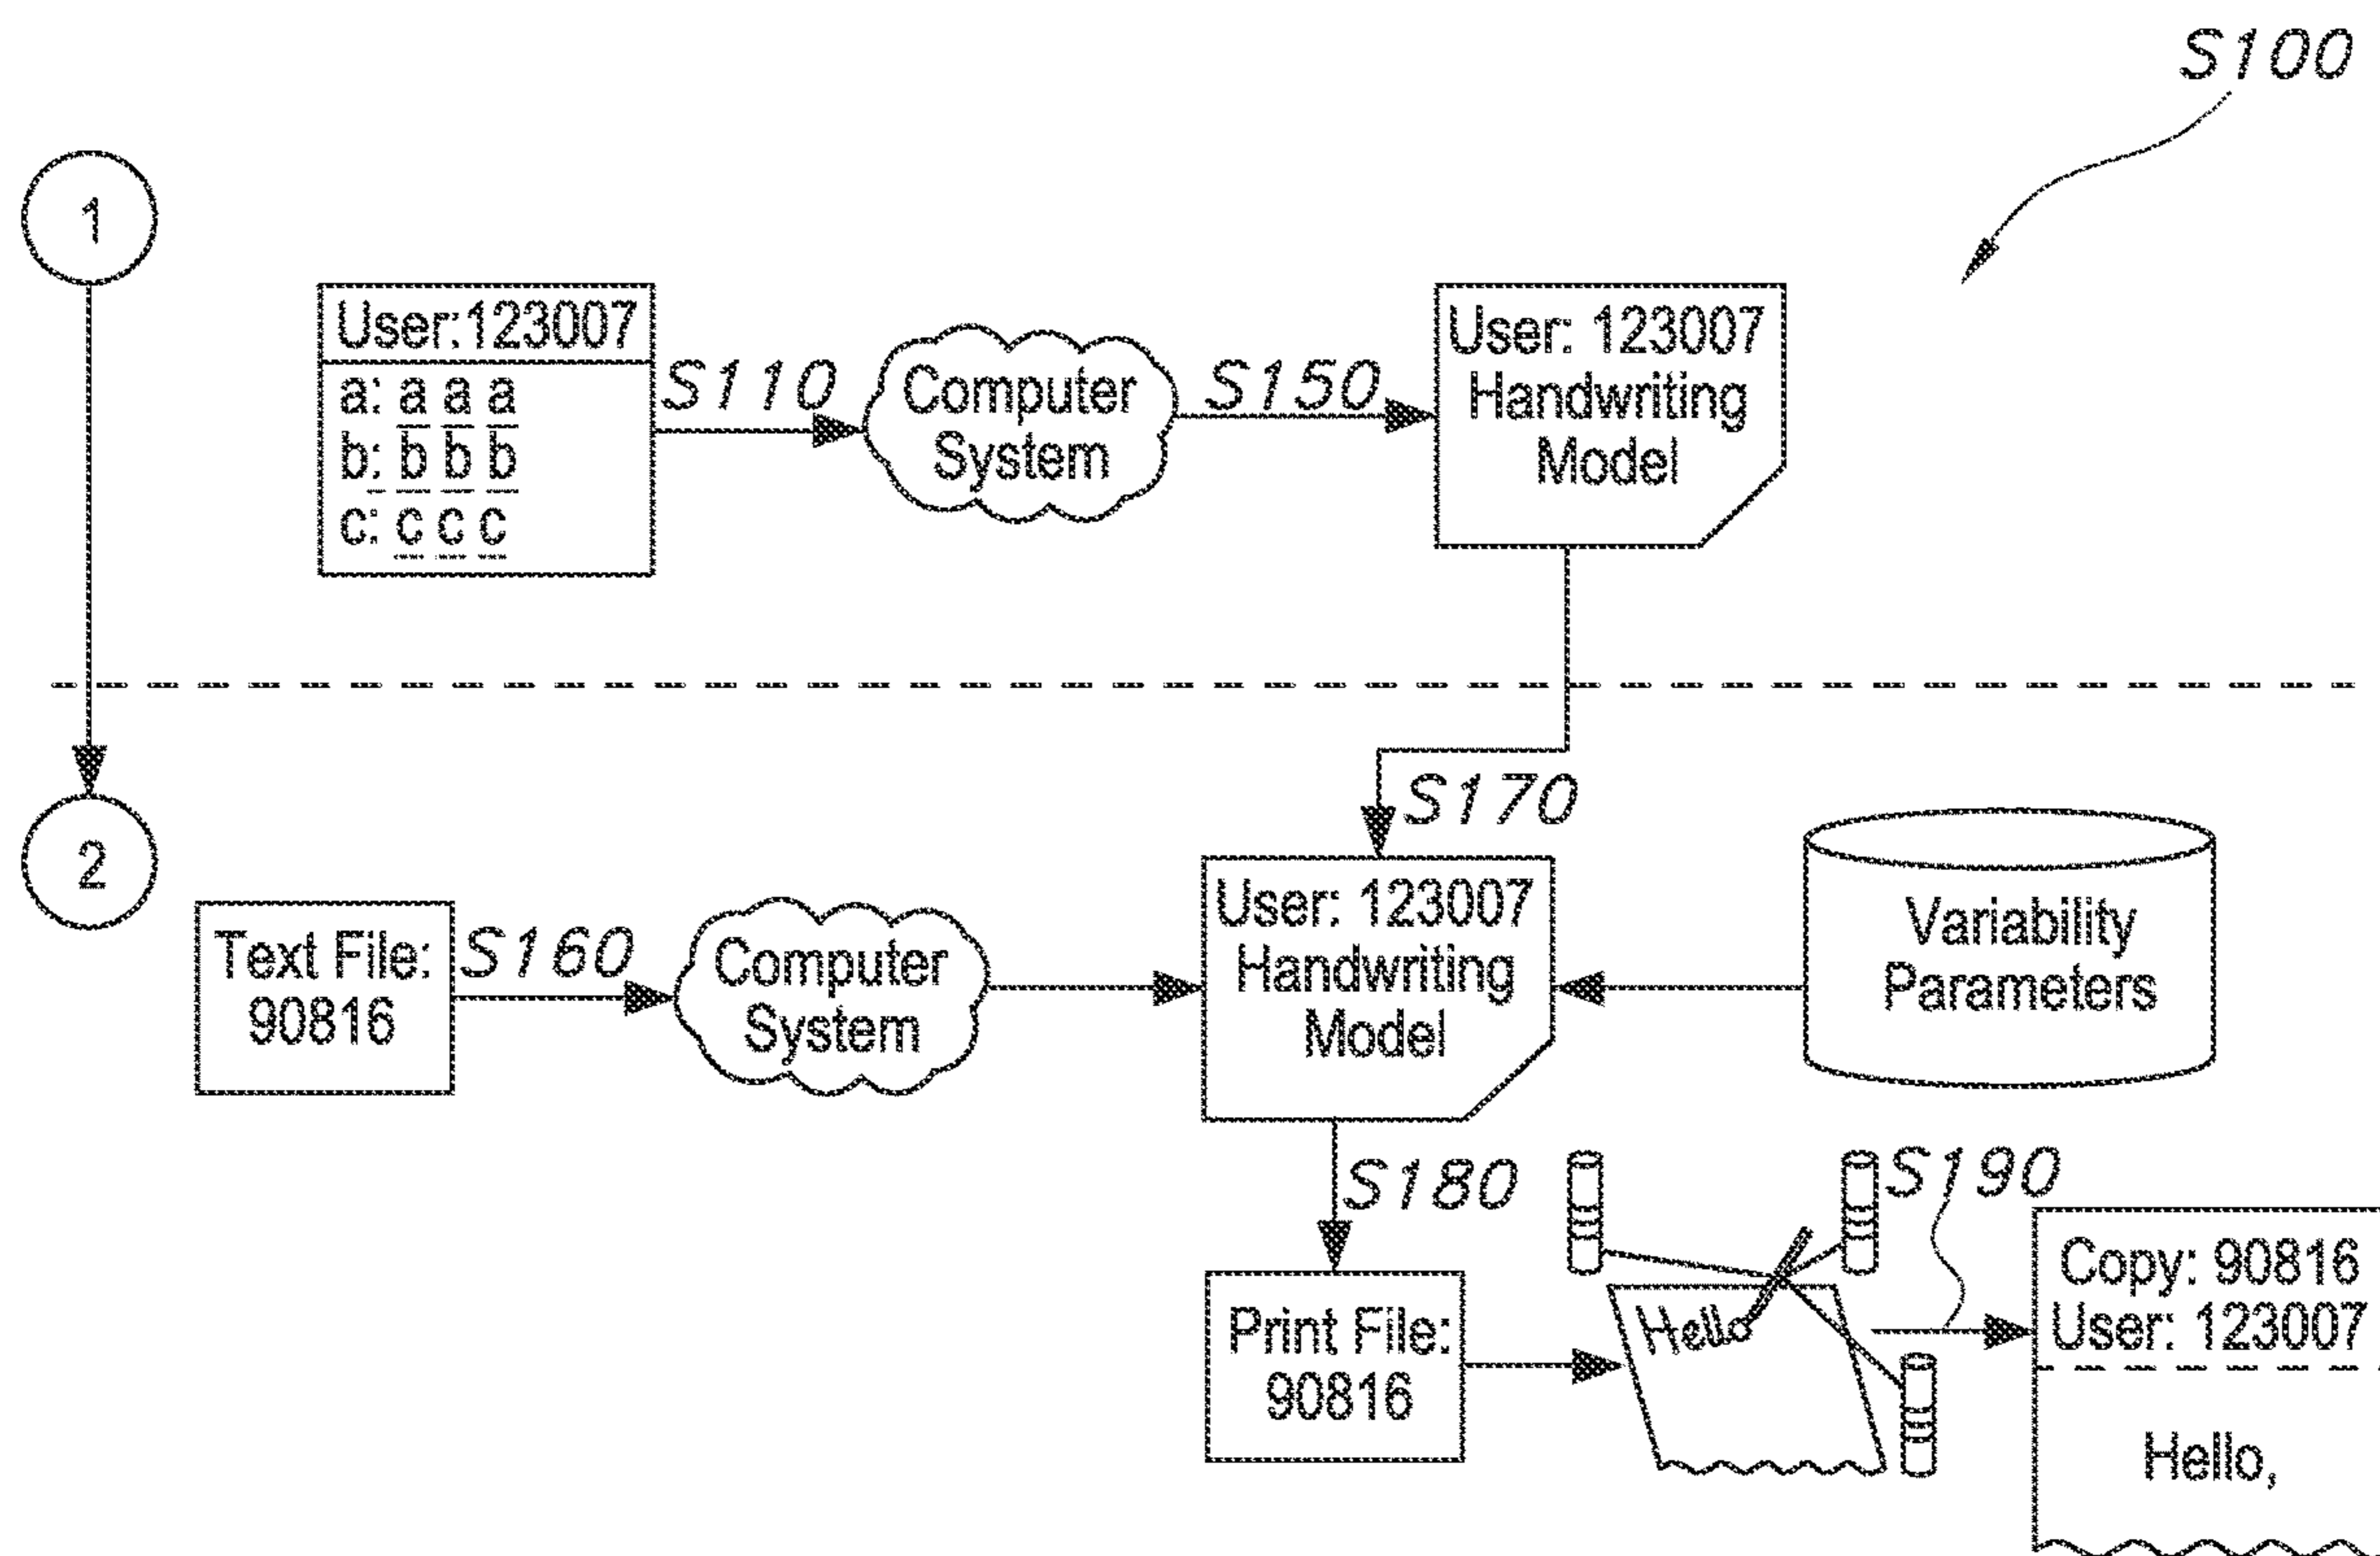 S100
1
User:123007
a: a a a
b: b b b
c: c c c
S110
Computer
System
S150
User: 123007
Handwriting
Model
S170
2
Text File:
90816
S160
Computer
System
User: 123007
Handwriting
Model
Variability
Parameters
S180
Print File:
90816
Hello
S190
Copy: 90816
User: 123007
Hello,